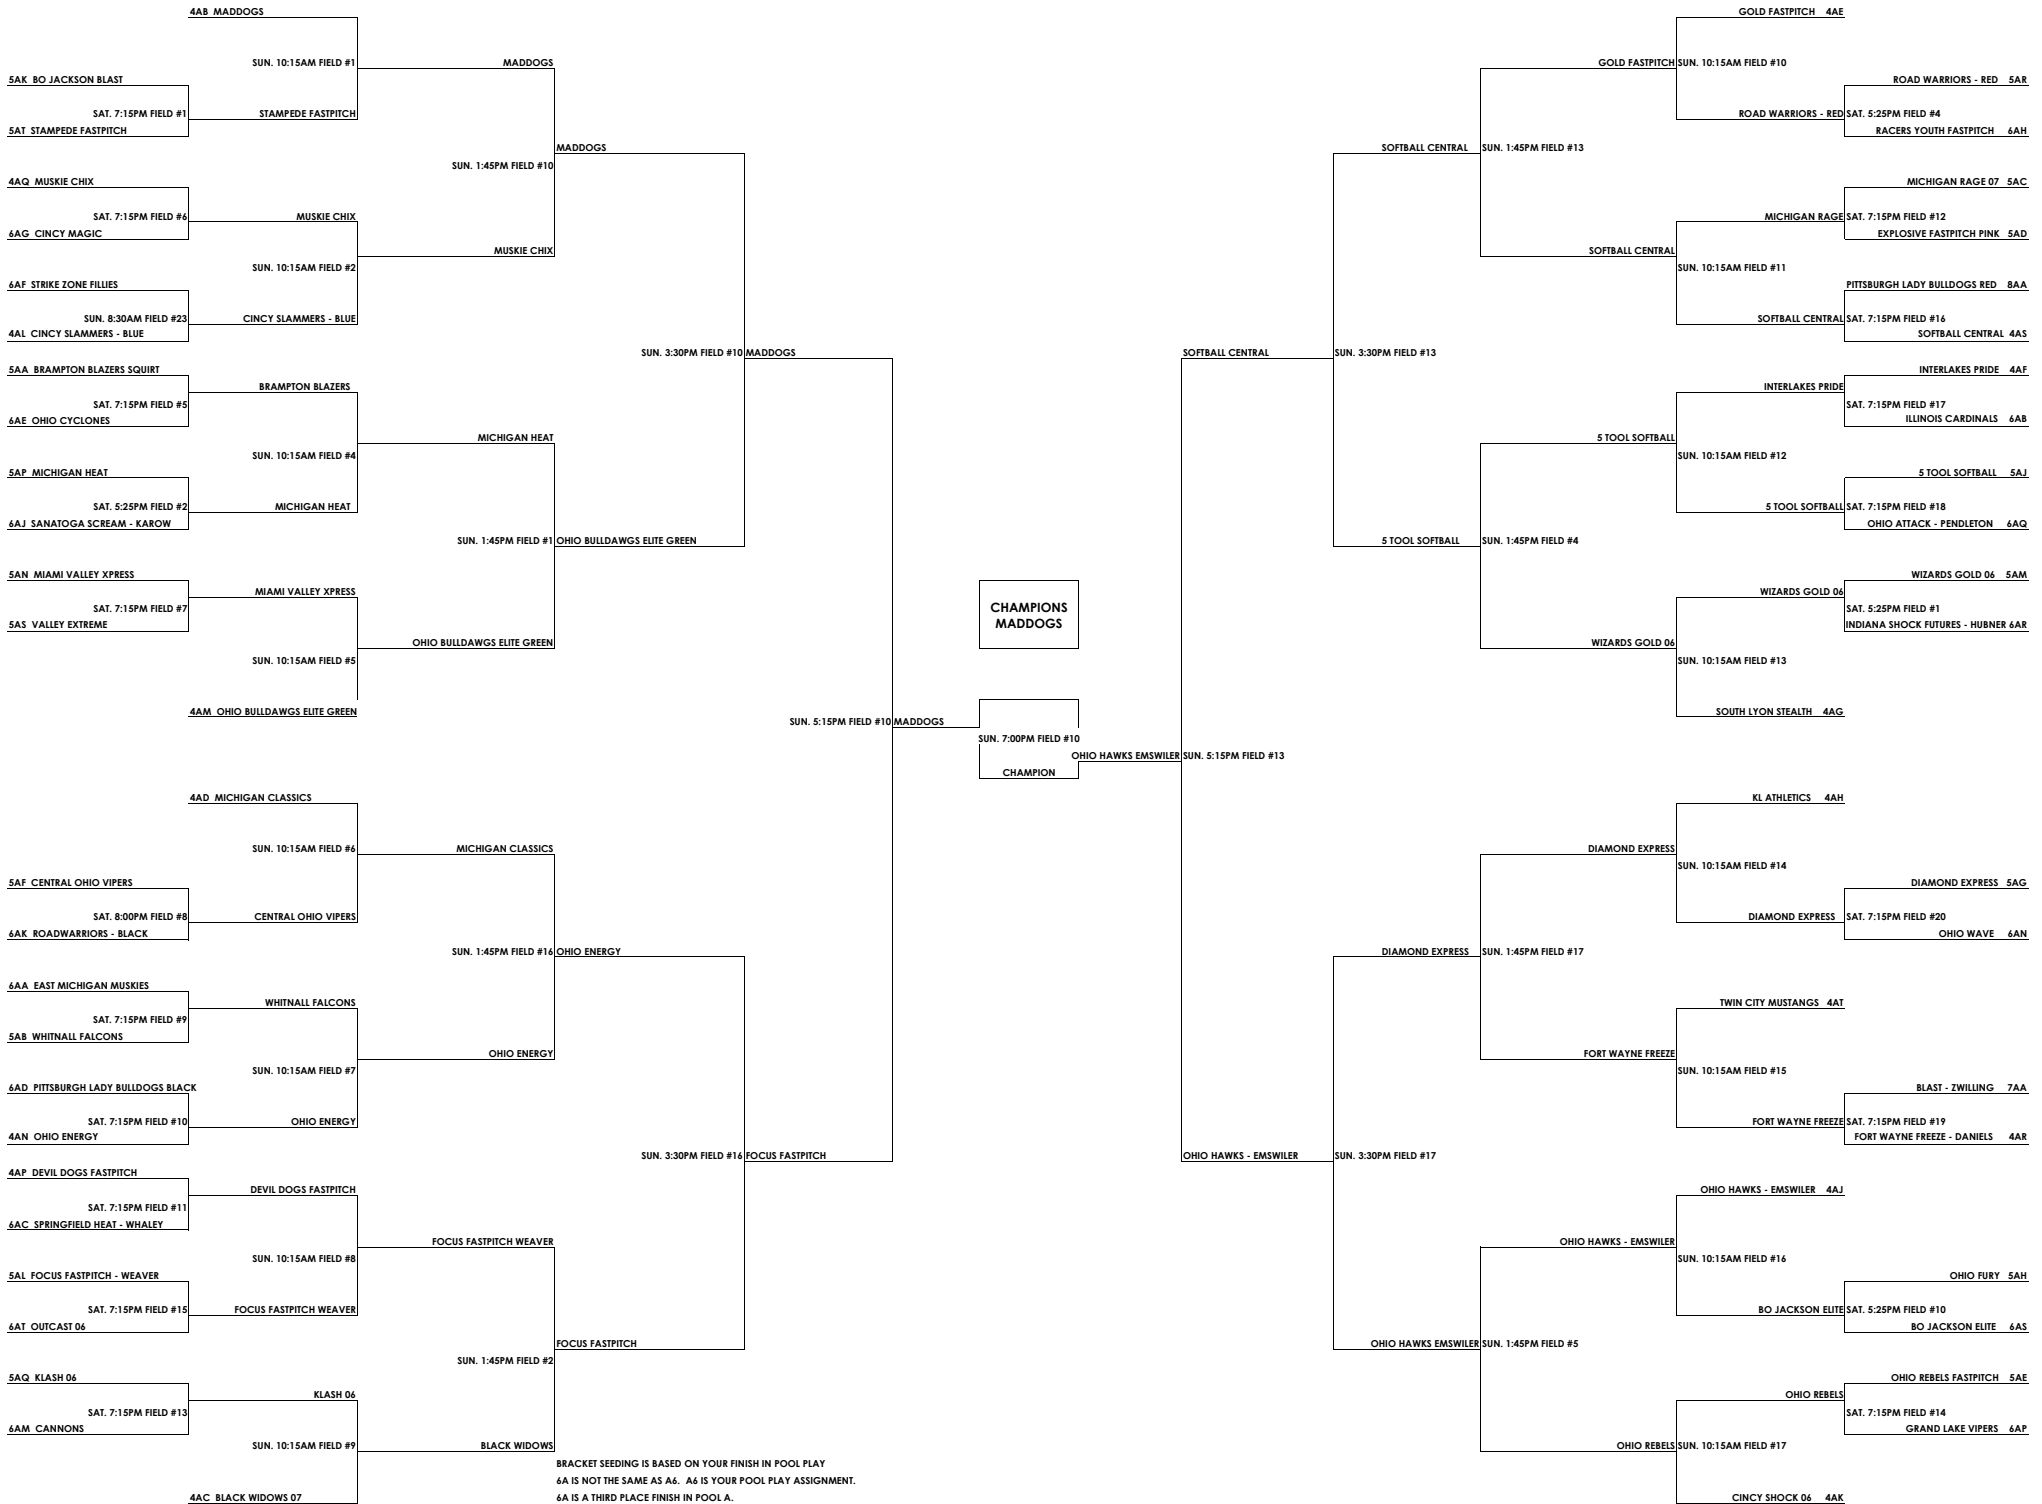 4AB MADDOGS
SUN. 10:15AM FIELD #1
MADDOGS
5AK BO JACKSON BLAST
SAT. 7:15PM FIELD #1
STAMPEDE FASTPITCH
5AT STAMPEDE FASTPITCH
MADDOGS
SUN. 1:45PM FIELD #10
4AQ MUSKIE CHIX
SAT. 7:15PM FIELD #6
MUSKIE CHIX
6AG CINCY MAGIC
MUSKIE CHIX
SUN. 10:15AM FIELD #2
6AF STRIKE ZONE FILLIES
SUN. 8:30AM FIELD #23
CINCY SLAMMERS - BLUE
4AL CINCY SLAMMERS - BLUE
SUN. 3:30PM FIELD #10
MADDOGS
5AA BRAMPTON BLAZERS SQUIRT
BRAMPTON BLAZERS
SAT. 7:15PM FIELD #5
6AE OHIO CYCLONES
MICHIGAN HEAT
SUN. 10:15AM FIELD #4
5AP MICHIGAN HEAT
SAT. 5:25PM FIELD #2
MICHIGAN HEAT
6AJ SANATOGA SCREAM - KAROW
SUN. 1:45PM FIELD #1
OHIO BULLDAWGS ELITE GREEN
5AN MIAMI VALLEY XPRESS
MIAMI VALLEY XPRESS
SAT. 7:15PM FIELD #7
5AS VALLEY EXTREME
OHIO BULLDAWGS ELITE GREEN
SUN. 10:15AM FIELD #5
4AM OHIO BULLDAWGS ELITE GREEN
SUN. 5:15PM FIELD #10
MADDOGS
4AD MICHIGAN CLASSICS
SUN. 10:15AM FIELD #6
MICHIGAN CLASSICS
5AF CENTRAL OHIO VIPERS
SAT. 8:00PM FIELD #8
CENTRAL OHIO VIPERS
6AK ROADWARRIORS - BLACK
SUN. 1:45PM FIELD #16
OHIO ENERGY
6AA EAST MICHIGAN MUSKIES
WHITNALL FALCONS
SAT. 7:15PM FIELD #9
5AB WHITNALL FALCONS
OHIO ENERGY
SUN. 10:15AM FIELD #7
6AD PITTSBURGH LADY BULLDOGS BLACK
SAT. 7:15PM FIELD #10
OHIO ENERGY
4AN OHIO ENERGY
SUN. 3:30PM FIELD #16
FOCUS FASTPITCH
4AP DEVIL DOGS FASTPITCH
DEVIL DOGS FASTPITCH
SAT. 7:15PM FIELD #11
6AC SPRINGFIELD HEAT - WHALEY
FOCUS FASTPITCH WEAVER
SUN. 10:15AM FIELD #8
5AL FOCUS FASTPITCH - WEAVER
SAT. 7:15PM FIELD #15
FOCUS FASTPITCH WEAVER
6AT OUTCAST 06
FOCUS FASTPITCH
SUN. 1:45PM FIELD #2
5AQ KLASH 06
KLASH 06
SAT. 7:15PM FIELD #13
6AM CANNONS
SUN. 10:15AM FIELD #9
BLACK WIDOWS
4AC BLACK WIDOWS 07
BRACKET SEEDING IS BASED ON YOUR FINISH IN POOL PLAY
6A IS NOT THE SAME AS A6. A6 IS YOUR POOL PLAY ASSIGNMENT.
6A IS A THIRD PLACE FINISH IN POOL A.
CHAMPIONS
MADDOGS
SUN. 7:00PM FIELD #10
CHAMPION
GOLD FASTPITCH 4AE
GOLD FASTPITCH
SUN. 10:15AM FIELD #10
ROAD WARRIORS - RED 5AR
ROAD WARRIORS - RED
SAT. 5:25PM FIELD #4
RACERS YOUTH FASTPITCH 6AH
SOFTBALL CENTRAL
SUN. 1:45PM FIELD #13
MICHIGAN RAGE 07 5AC
MICHIGAN RAGE
SAT. 7:15PM FIELD #12
EXPLOSIVE FASTPITCH PINK 5AD
SOFTBALL CENTRAL
SUN. 10:15AM FIELD #11
PITTSBURGH LADY BULLDOGS RED 8AA
SOFTBALL CENTRAL
SAT. 7:15PM FIELD #16
SOFTBALL CENTRAL 4AS
SOFTBALL CENTRAL
SUN. 3:30PM FIELD #13
INTERLAKES PRIDE 4AF
INTERLAKES PRIDE
SAT. 7:15PM FIELD #17
ILLINOIS CARDINALS 6AB
5 TOOL SOFTBALL
SUN. 10:15AM FIELD #12
5 TOOL SOFTBALL 5AJ
5 TOOL SOFTBALL
SAT. 7:15PM FIELD #18
OHIO ATTACK - PENDLETON 6AQ
5 TOOL SOFTBALL
SUN. 1:45PM FIELD #4
WIZARDS GOLD 06 5AM
WIZARDS GOLD 06
SAT. 5:25PM FIELD #1
INDIANA SHOCK FUTURES - HUBNER 6AR
WIZARDS GOLD 06
SUN. 10:15AM FIELD #13
SOUTH LYON STEALTH 4AG
OHIO HAWKS EMSWILER
SUN. 5:15PM FIELD #13
KL ATHLETICS 4AH
DIAMOND EXPRESS
SUN. 10:15AM FIELD #14
DIAMOND EXPRESS 5AG
DIAMOND EXPRESS
SAT. 7:15PM FIELD #20
OHIO WAVE 6AN
DIAMOND EXPRESS
SUN. 1:45PM FIELD #17
TWIN CITY MUSTANGS 4AT
FORT WAYNE FREEZE
SUN. 10:15AM FIELD #15
BLAST - ZWILLING 7AA
FORT WAYNE FREEZE
SAT. 7:15PM FIELD #19
FORT WAYNE FREEZE - DANIELS 4AR
OHIO HAWKS - EMSWILER
SUN. 3:30PM FIELD #17
OHIO HAWKS - EMSWILER 4AJ
OHIO HAWKS - EMSWILER
SUN. 10:15AM FIELD #16
OHIO FURY 5AH
BO JACKSON ELITE
SAT. 5:25PM FIELD #10
BO JACKSON ELITE 6AS
OHIO HAWKS EMSWILER
SUN. 1:45PM FIELD #5
OHIO REBELS FASTPITCH 5AE
OHIO REBELS
SAT. 7:15PM FIELD #14
GRAND LAKE VIPERS 6AP
OHIO REBELS
SUN. 10:15AM FIELD #17
CINCY SHOCK 06 4AK